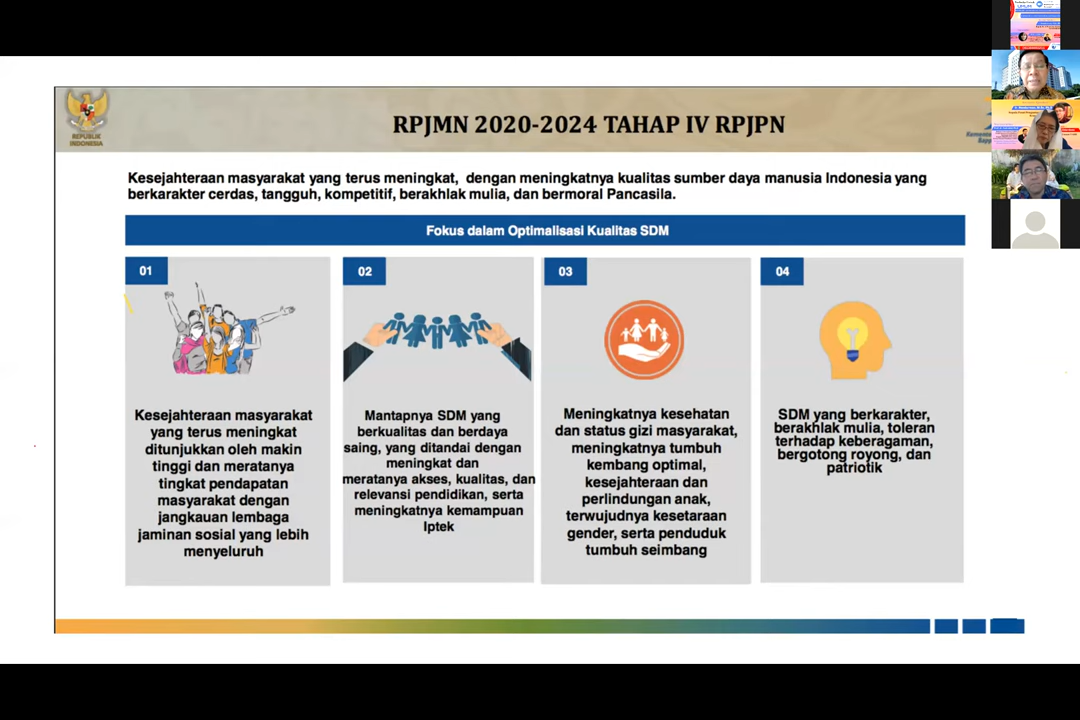 REPUBLIK
INDONESIA
RPJMN 2020-2024 TAHAP IV RPJPN
Kesejahteraan masyarakat yang terus meningkat, dengan meningkatnya kualitas sumber daya manusia Indonesia yang
berkarakter cerdas, tangguh, kompetitif, berakhlak mulia, dan bermoral Pancasila.
Fokus dalam Optimalisasi Kualitas SDM
01
Kesejahteraan masyarakat
yang terus meningkat
ditunjukkan oleh makin
tinggi dan meratanya
tingkat pendapatan
masyarakat dengan
jangkauan lembaga
jaminan sosial yang lebih
menyeluruh
02
Mantapnya SDM yang
berkualitas dan berdaya
saing, yang ditandai dengan
meningkat dan
meratanya akses, kualitas, dan
relevansi pendidikan, serta
meningkatnya kemampuan
Iptek
03
Meningkatnya kesehatan
dan status gizi masyarakat,
meningkatnya tumbuh
kembang optimal,
kesejahteraan dan
perlindungan anak,
terwujudnya kesetaraan
gender, serta penduduk
tumbuh seimbang
04
SDM yang berkarakter,
berakhlak mulia, toleran
terhadap keberagaman,
bergotong royong, dan
patriotik